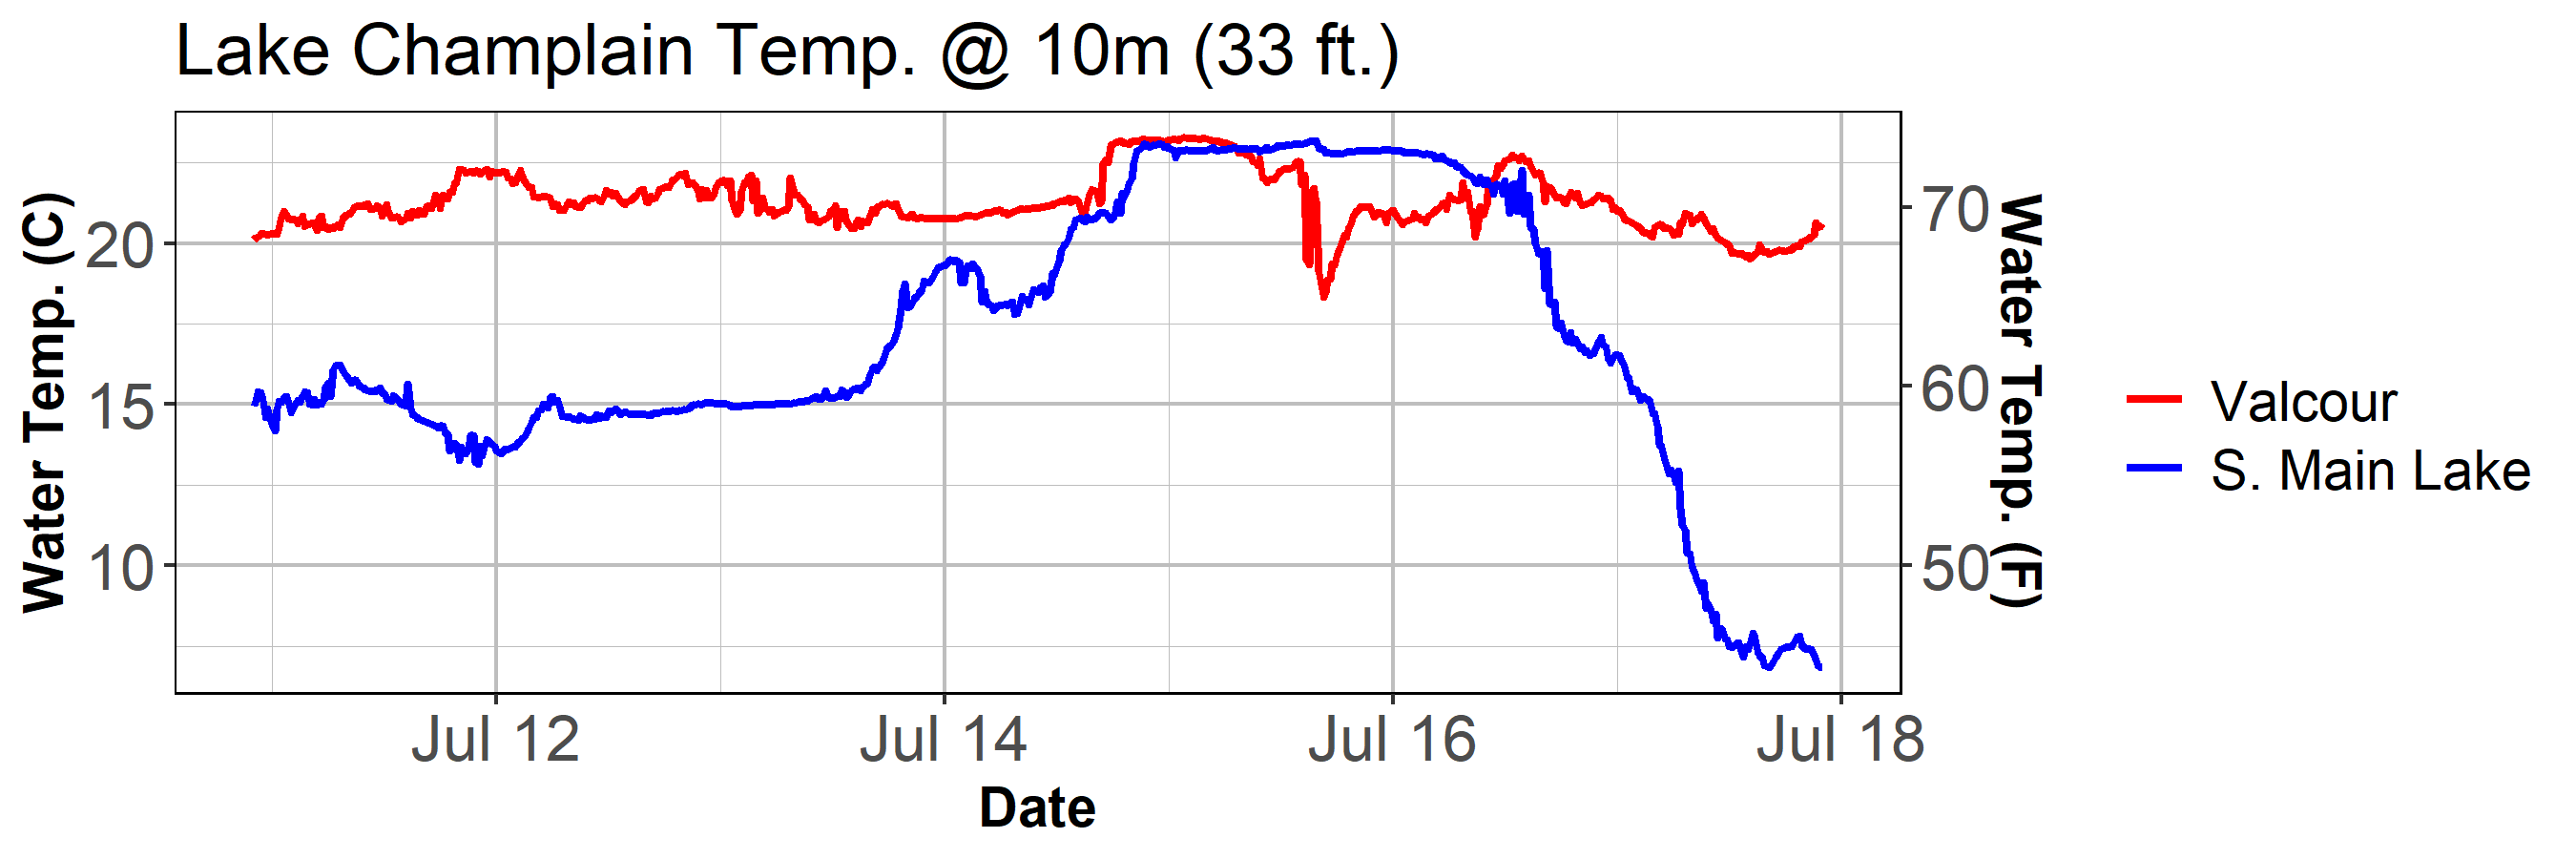 Lake Champlain Temp. @ 10m (33 ft.)
Water Temp. (C)
20
15
10
70
60
50
Water Temp. (F)
Jul 12
Jul 14
Jul 16
Jul 18
Date
Valcour
S. Main Lake